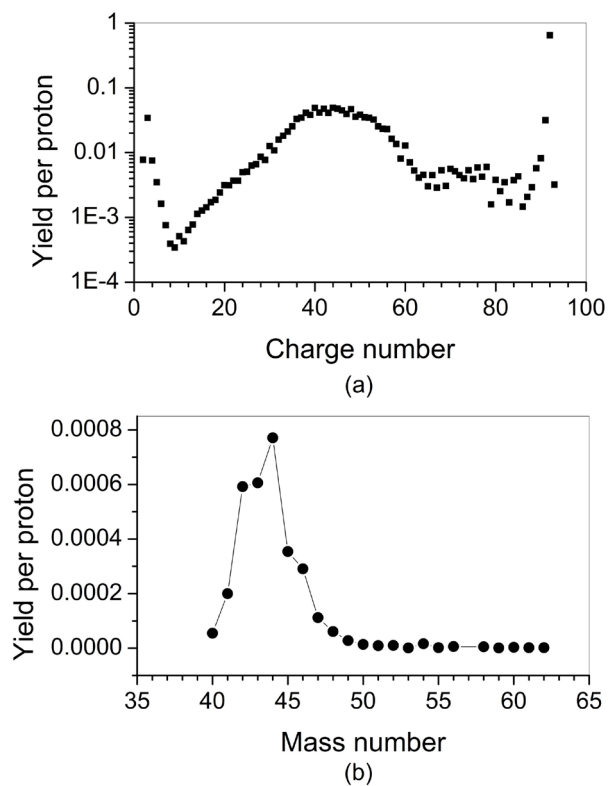 1
0.1
0.01
1E-3
1E-4
Yield per proton
0 20 40 60 80 100
Charge number
(a)
0.0008
0.0006
0.0004
0.0002
0.0000
Yield per proton
35 40 45 50 55 60 65
Mass number
(b)